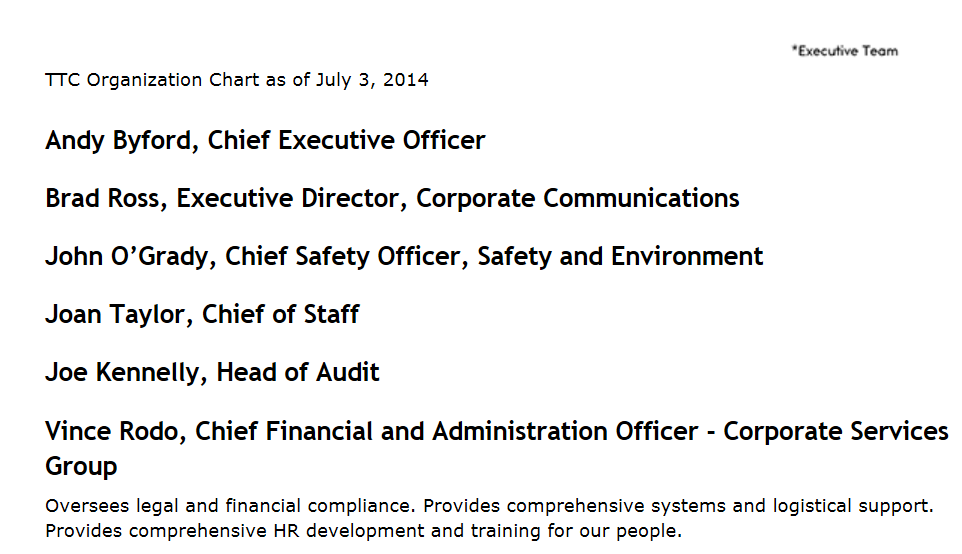 *Executive Team
TTC Organization Chart as of July 3, 2014
Andy Byford, Chief Executive Officer
Brad Ross, Executive Director, Corporate Communications
John O’Grady, Chief Safety Officer, Safety and Environment
Joan Taylor, Chief of Staff
Joe Kennelly, Head of Audit
Vince Rodo, Chief Financial and Administration Officer - Corporate Services
Group
Oversees legal and financial compliance. Provides comprehensive systems and logistical support.
Provides comprehensive HR development and training for our people.